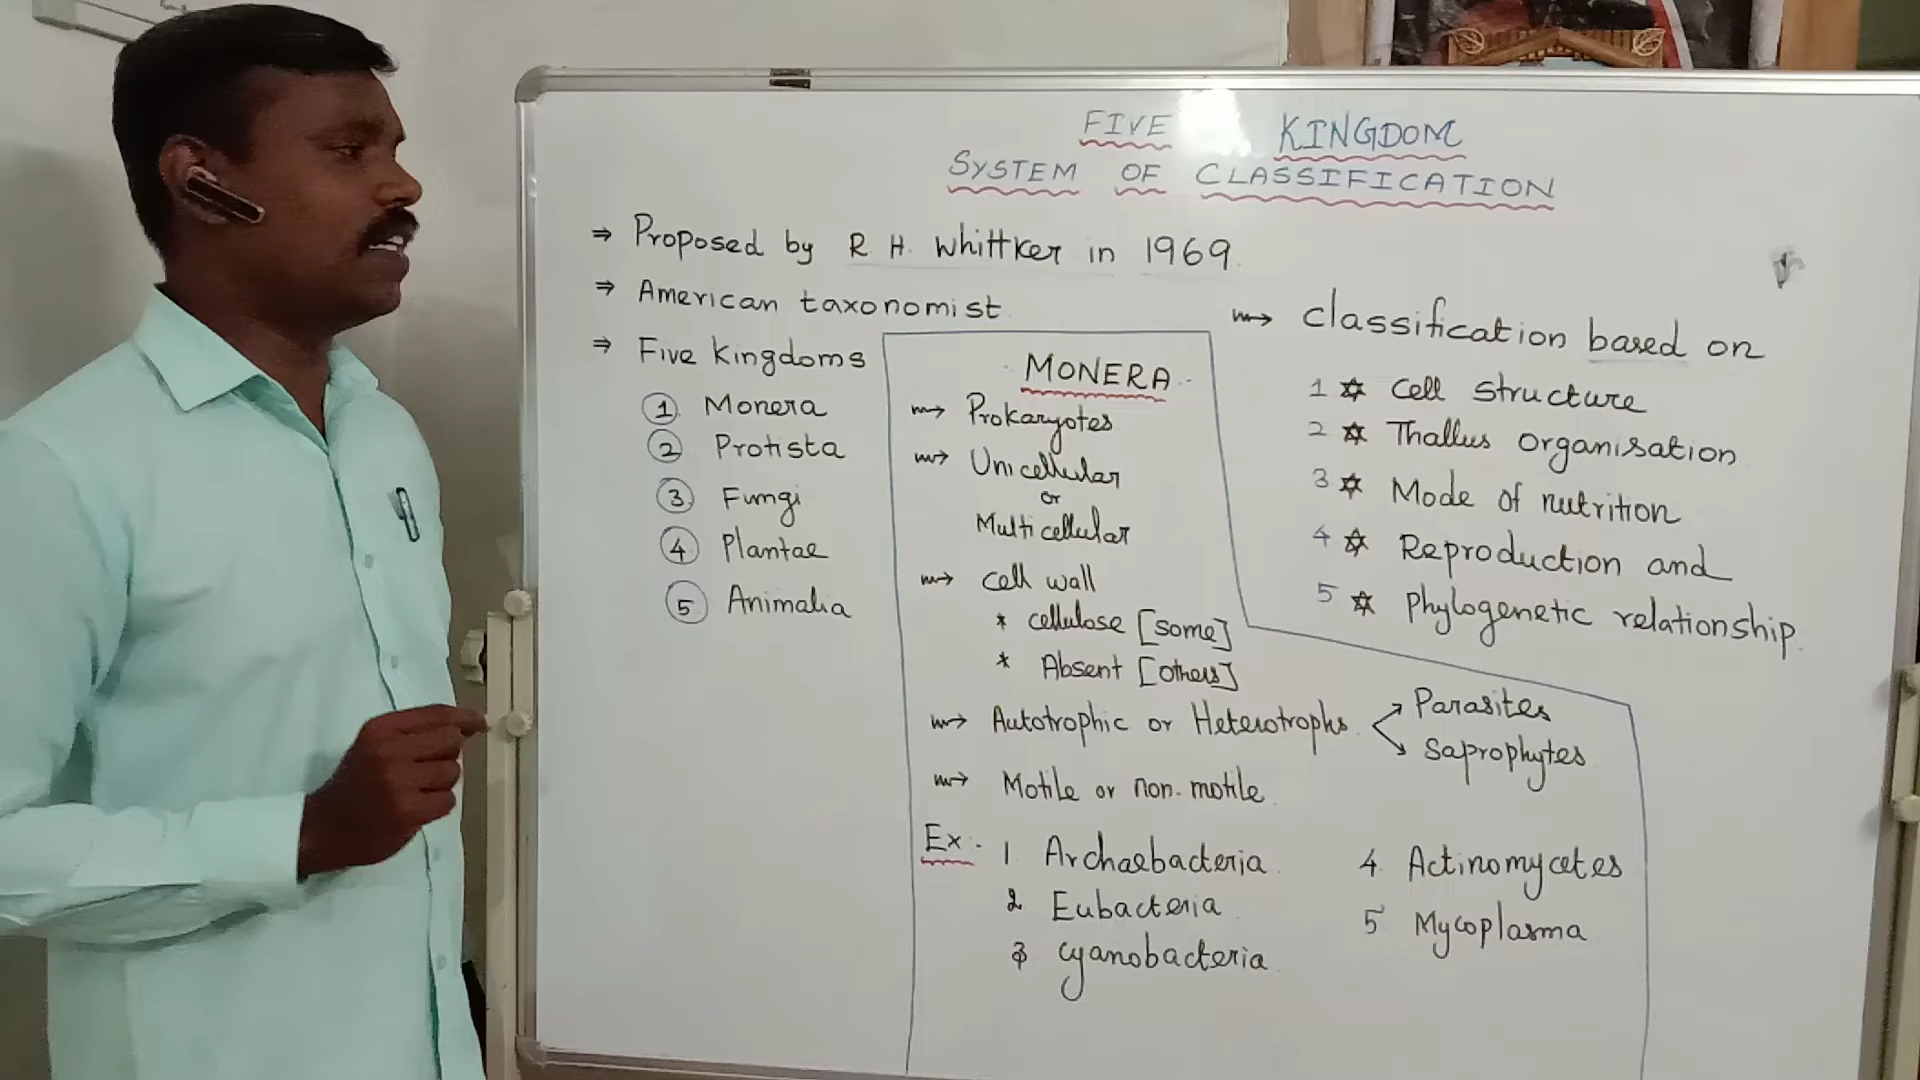 FIVE KINGDOM
SYSTEM OF CLASSIFICATION
⇒ Proposed by R. H. Whittker in 1969.
⇒ American taxonomist.
⇒ Five kingdoms
① Monera
② Protista
③ Fungi
④ Plantae
⑤ Animalia
MONERA
Prokaryotes
Unicellular
or
Multicellular
cell wall
* cellulose [some]
* Absent [others]
Autotrophic or Heterotrophs
Parasites
Saprophytes
Motile or non-motile.
Ex:-
1 Archaebacteria.
2 Eubacteria
3 cyanobacteria
4. Actinomycetes
5 Mycoplasma
classification based on
1 ✡ cell structure
2 ✡ Thallus organisation
3 ✡ Mode of nutrition
4 ✡ Reproduction and
5 ✡ Phylogenetic relationship.